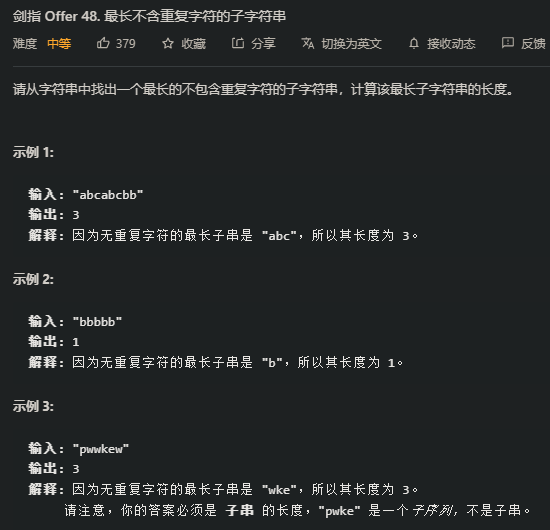 剑指 Offer 48. 最长不含重复字符的子字符串
难度 中等 379 收藏 分享 切换为英文 接收动态 反馈
请从字符串中找出一个最长的不包含重复字符的子字符串，计算该最长子字符串的长度。
示例 1:
输入: "abcabcbb"
输出: 3
解释: 因为无重复字符的最长子串是 "abc"，所以其长度为 3。
示例 2:
输入: "bbbbb"
输出: 1
解释: 因为无重复字符的最长子串是 "b"，所以其长度为 1。
示例 3:
输入: "pwwkew"
输出: 3
解释: 因为无重复字符的最长子串是 "wke"，所以其长度为 3。
请注意，你的答案必须是 子串 的长度，"pwke" 是一个子序列，不是子串。